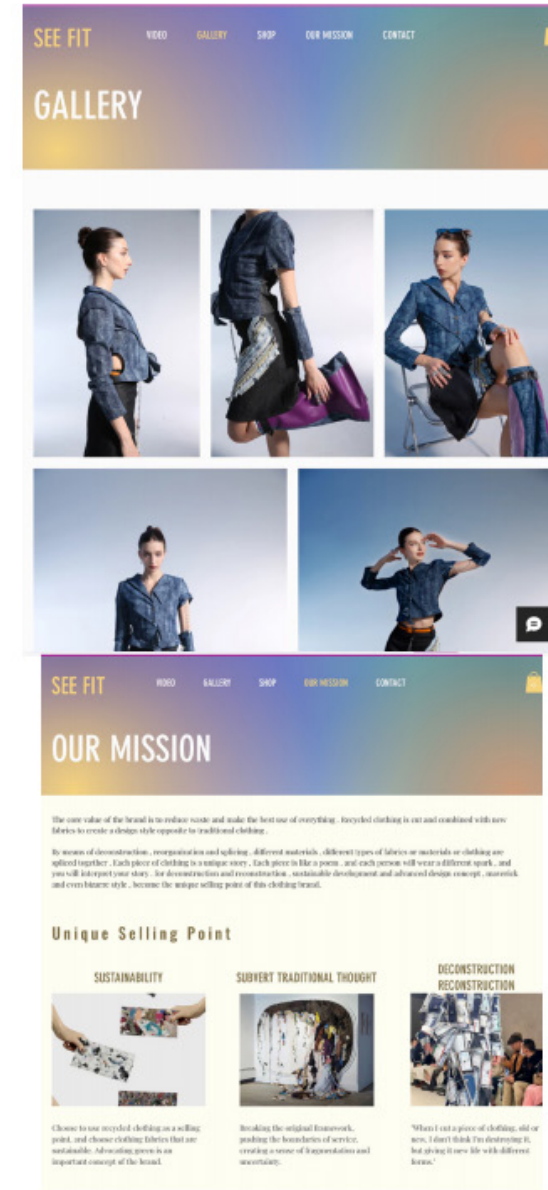 SEE FIT VIDEO GALLERY SHOP OUR MISSION CONTACT
GALLERY
SEE FIT VIDEO GALLERY SHOP OUR MISSION CONTACT
OUR MISSION
The core value of the brand is to reduce waste and make the best use of everything . Recycled clothing is cut and combined with new
fabrics to create a design style opposite to traditional clothing .
By means of deconstruction , reorganization and splicing , different materials , different types of fabrics or materials or clothing are
spliced together . Each piece of clothing is a unique story . Each piece is like a poem , and each person will wear a different spark , and
you will interpret your story . for deconstruction and reconstruction , sustainable development and advanced design concept , maverick
and even bizarre style , become the unique selling point of this clothing brand.
Unique Selling Point
SUSTAINABILITY
SUBVERT TRADITIONAL THOUGHT
DECONSTRUCTION
RECONSTRUCTION
Choose to use recycled clothing as a selling
point, and choose clothing fabrics that are
sustainable. Advocating green is an
important concept of the brand.
Breaking the original framework,
pushing the boundaries of service,
creating a sense of fragmentation and
uncertainty.
"When I cut a piece of clothing, old or
new, I don't think I'm destroying it,
but giving it new life with different
forms."